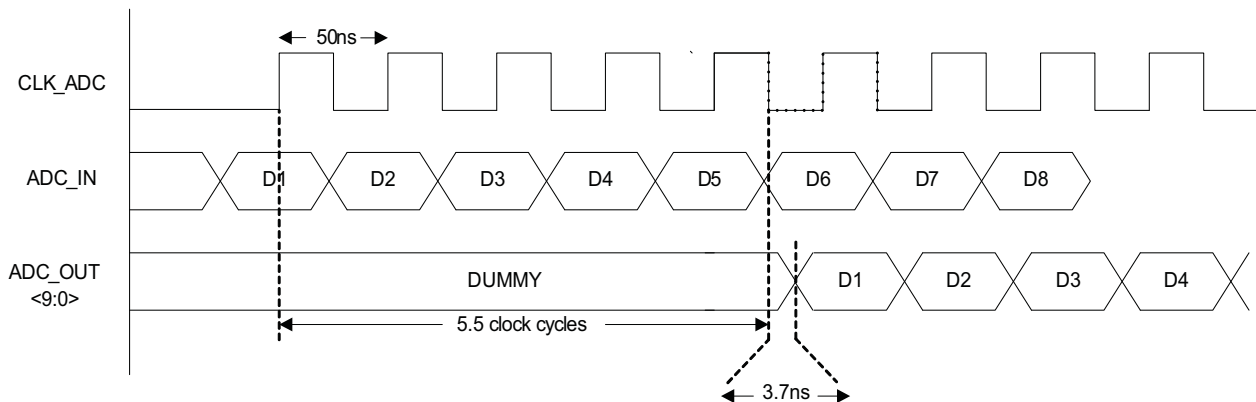 50ns
CLK_ADC
ADC_IN
D1 D2 D3 D4 D5 D6 D7 D8
ADC_OUT
<9:0>
DUMMY
D1 D2 D3 D4
5.5 clock cycles
3.7ns